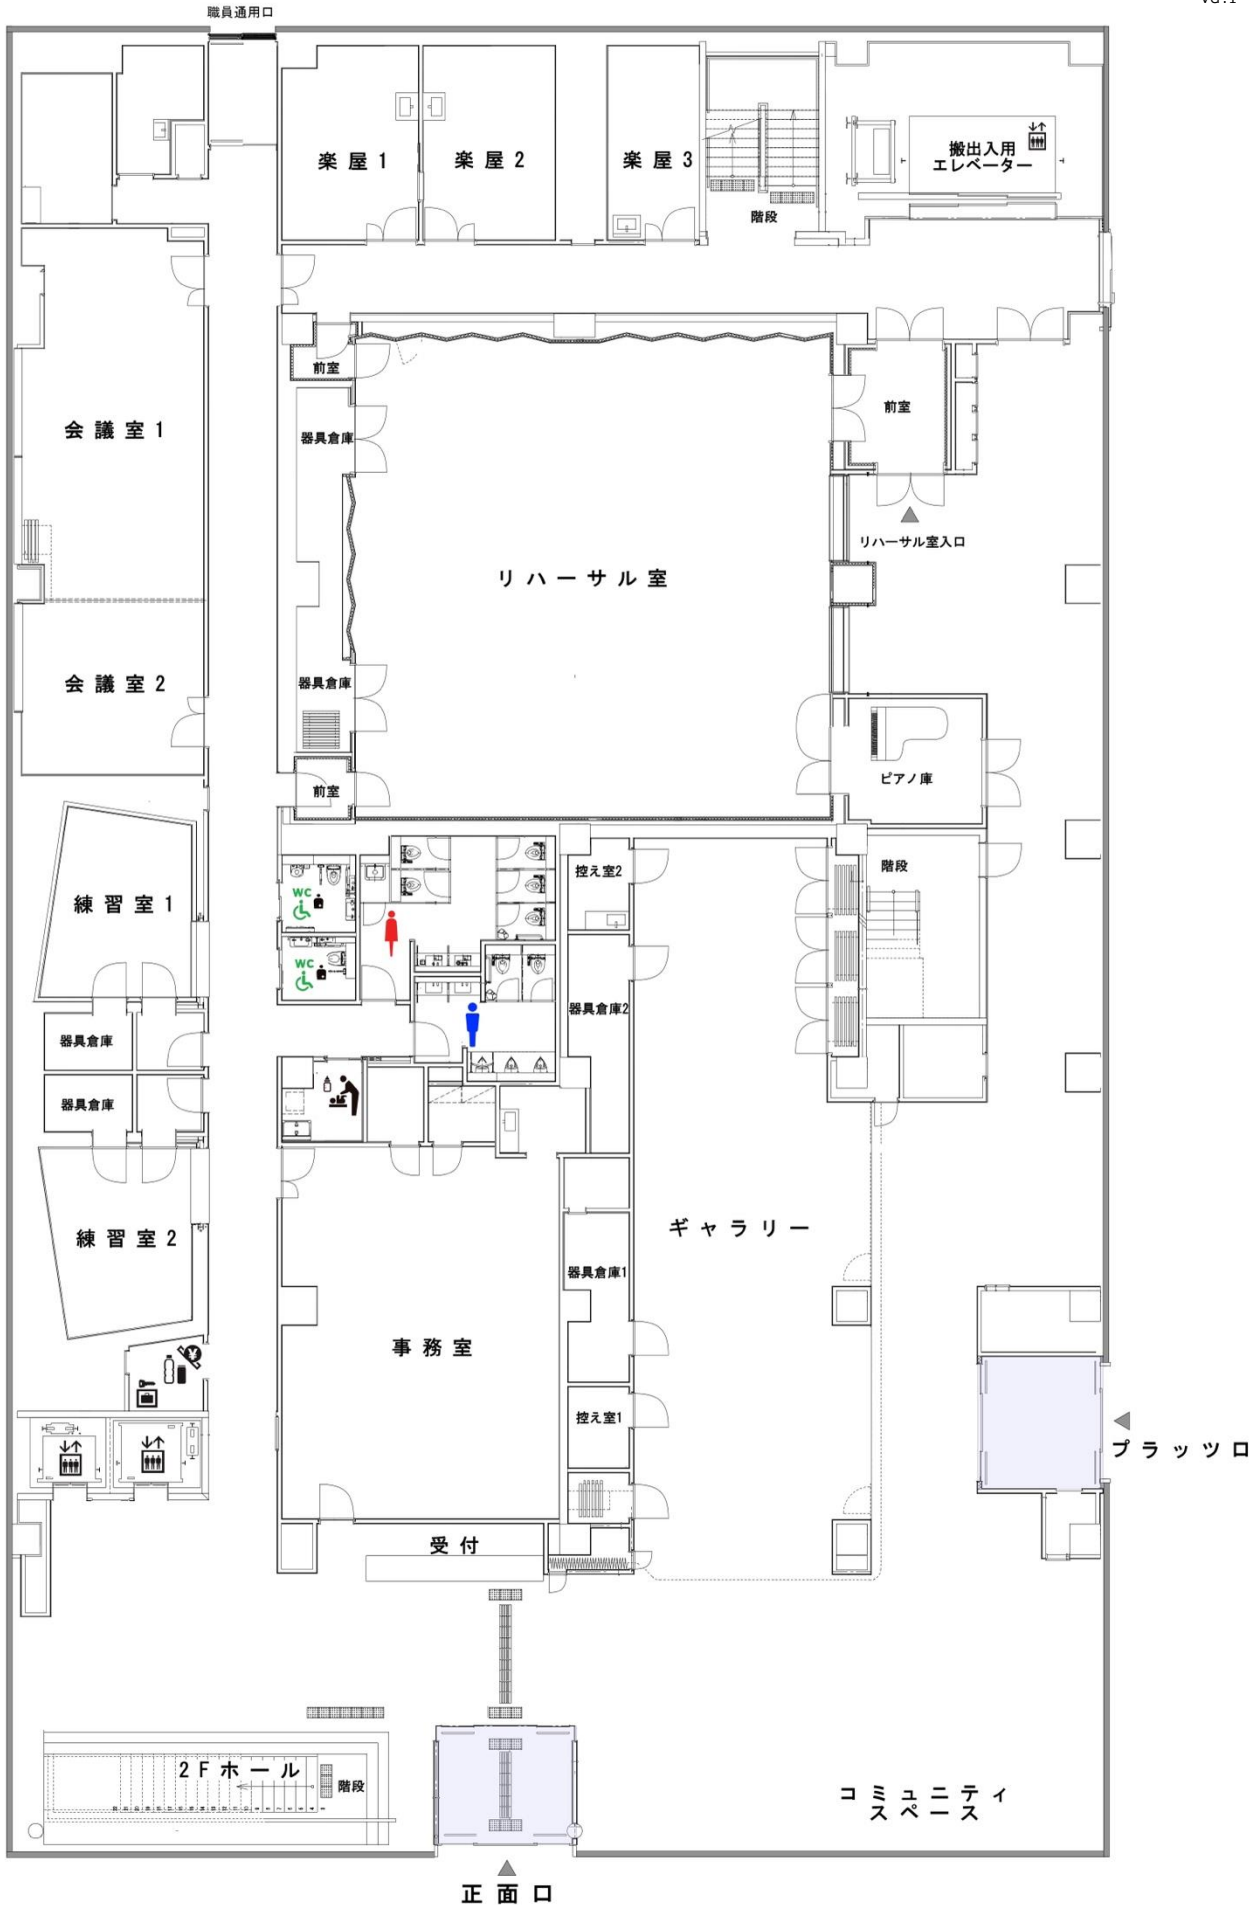 職員通用口
楽屋1
楽屋2
楽屋3
搬出入用
エレベーター
階段
前室
前室
会議室1
器具倉庫
リハーサル室入口
リハーサル室
会議室2
器具倉庫
ピアノ庫
前室
控え室2
階段
練習室1
WC
WC
器具倉庫2
器具倉庫
器具倉庫
ギャラリー
練習室2
器具倉庫1
事務室
控え室1
プラッツ口
受付
2Fホール
階段
コミュニティ
スペース
正面口